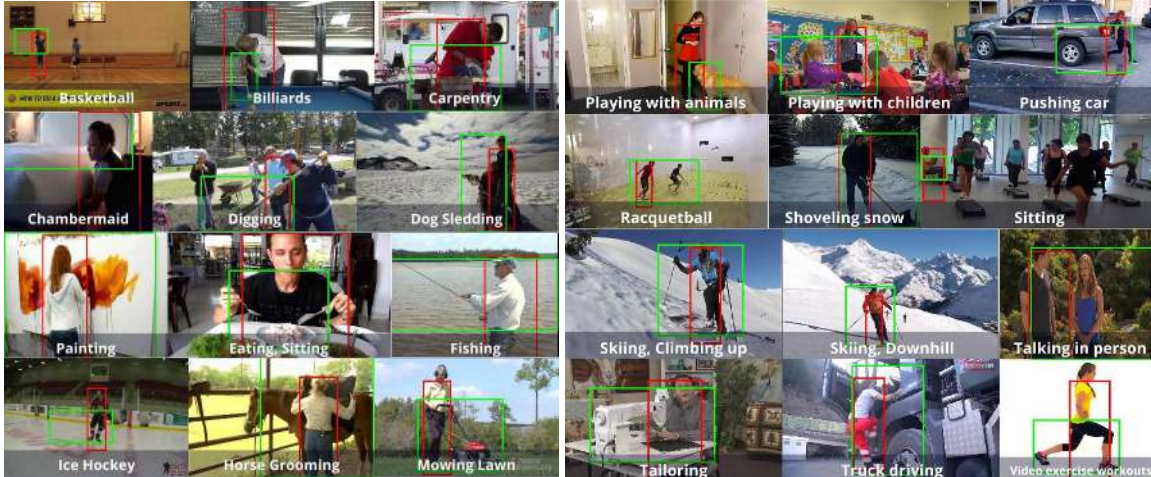 Basketball
Billiards
Carpentry
Playing with animals
Playing with children
Pushing car
Chambermaid
Digging
Dog Sledding
Racquetball
Shoveling snow
Sitting
Painting
Eating, Sitting
Fishing
Skiing, Climbing up
Skiing, Downhill
Talking in person
Ice Hockey
Horse Grooming
Mowing Lawn
Tailoring
Truck driving
Video exercise workouts